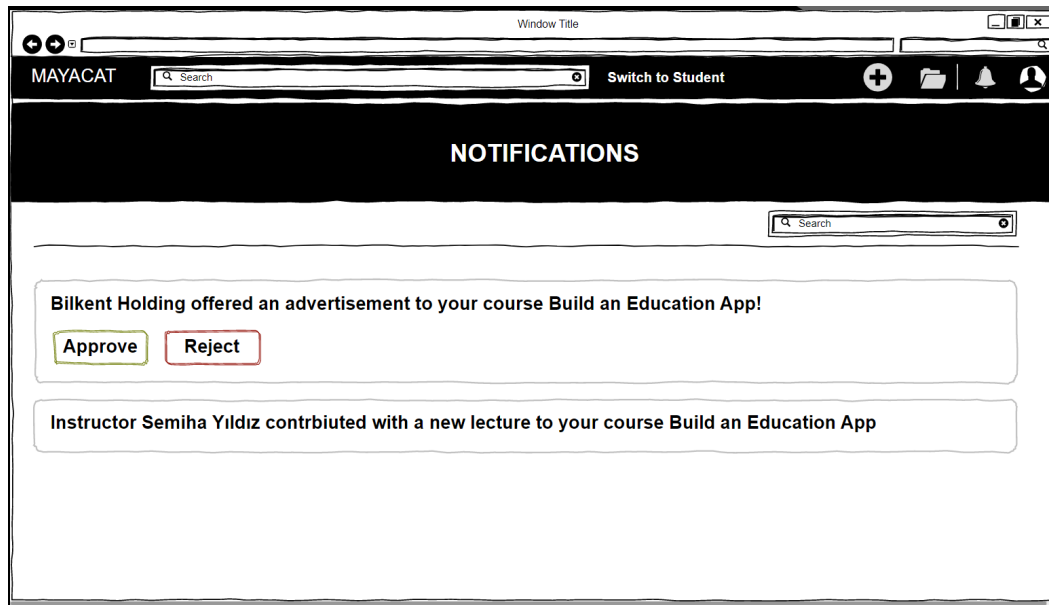 Window Title
MAYACAT
Search
Switch to Student
NOTIFICATIONS
Search
Bilkent Holding offered an advertisement to your course Build an Education App!
Approve
Reject
Instructor Semiha Yıldız contrbiuted with a new lecture to your course Build an Education App